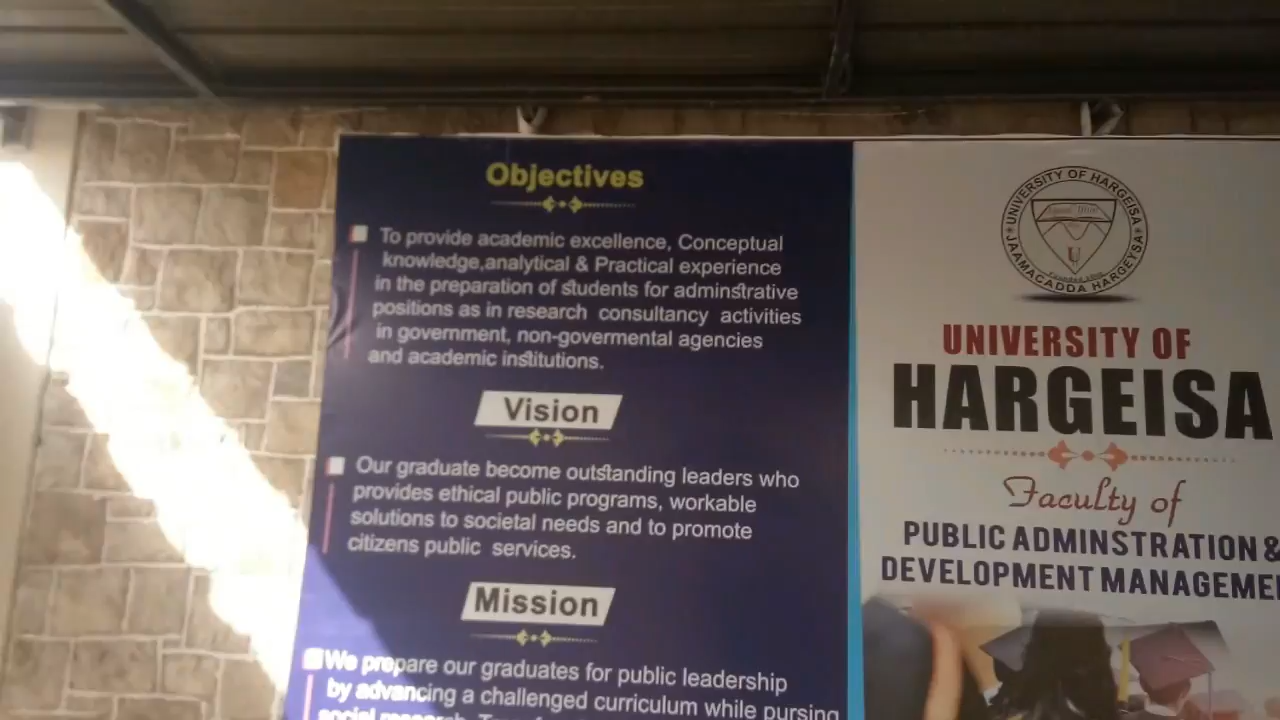 Objectives
To provide academic excellence, Conceptual
knowledge,analytical & Practical experience
in the preparation of students for adminstrative
positions as in research consultancy activities
in government, non-govermental agencies
and academic institutions.
Vision
Our graduate become outstanding leaders who
provides ethical public programs, workable
solutions to societal needs and to promote
citizens public services.
Mission
We prepare our graduates for public leadership
by advancing a challenged curriculum while pursing
social research.
UNIVERSITY OF HARGEISA
JAAMACADDA HARGEYSA
UNIVERSITY OF
HARGEISA
Faculty of
PUBLIC ADMINSTRATION &
DEVELOPMENT MANAGEME